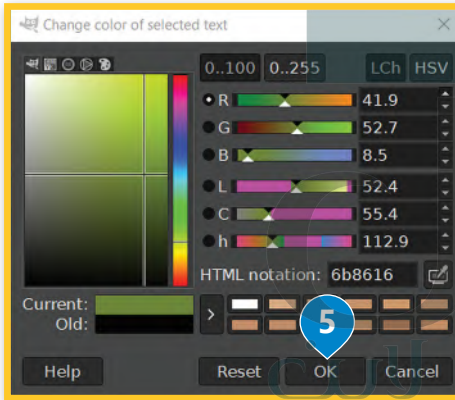 Change color of selected text
0..100 0..255 LCh HSV
R 41.9
G 52.7
B 8.5
L 52.4
C 55.4
h 112.9
HTML notation: 6b8616
Current:
Old:
5
Help Reset OK Cancel